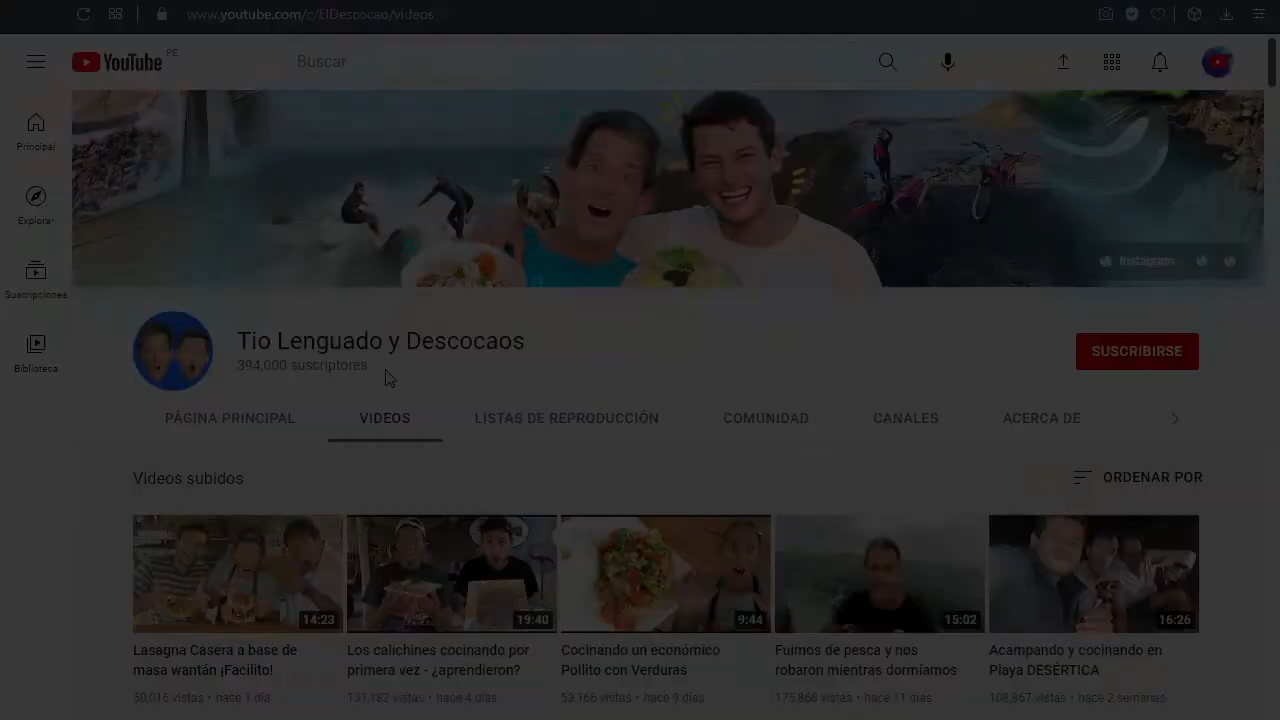 www.youtube.com/c/ElDescocao/videos
YouTube PE
Buscar
Principal
Explorar
Suscripciones
Biblioteca
Instagram
Tio Lenguado y Descocaos
394,000 suscriptores
SUSCRIBIRSE
PÁGINA PRINCIPAL VIDEOS LISTAS DE REPRODUCCIÓN COMUNIDAD CANALES ACERCA DE
Videos subidos
ORDENAR POR
14:23
19:40
9:44
15:02
16:26
Lasagna Casera a base de
masa wantán ¡Facilito!
50,016 vistas • hace 1 día
Los calichines cocinando por
primera vez - ¿aprendieron?
131,182 vistas • hace 4 días
Cocinando un económico
Pollito con Verduras
53,166 vistas • hace 9 días
Fuimos de pesca y nos
robaron mientras dormíamos
175,868 vistas • hace 11 días
Acampando y cocinando en
Playa DESÉRTICA
108,867 vistas • hace 2 semanas